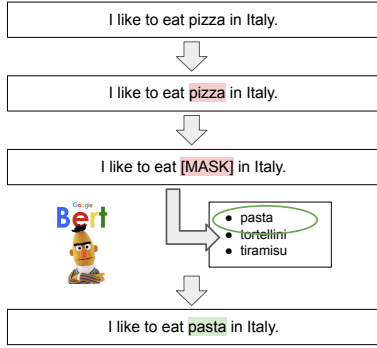 I like to eat pizza in Italy.
I like to eat pizza in Italy.
I like to eat [MASK] in Italy.
Google
Bert
pasta
tortellini
tiramisu
I like to eat pasta in Italy.